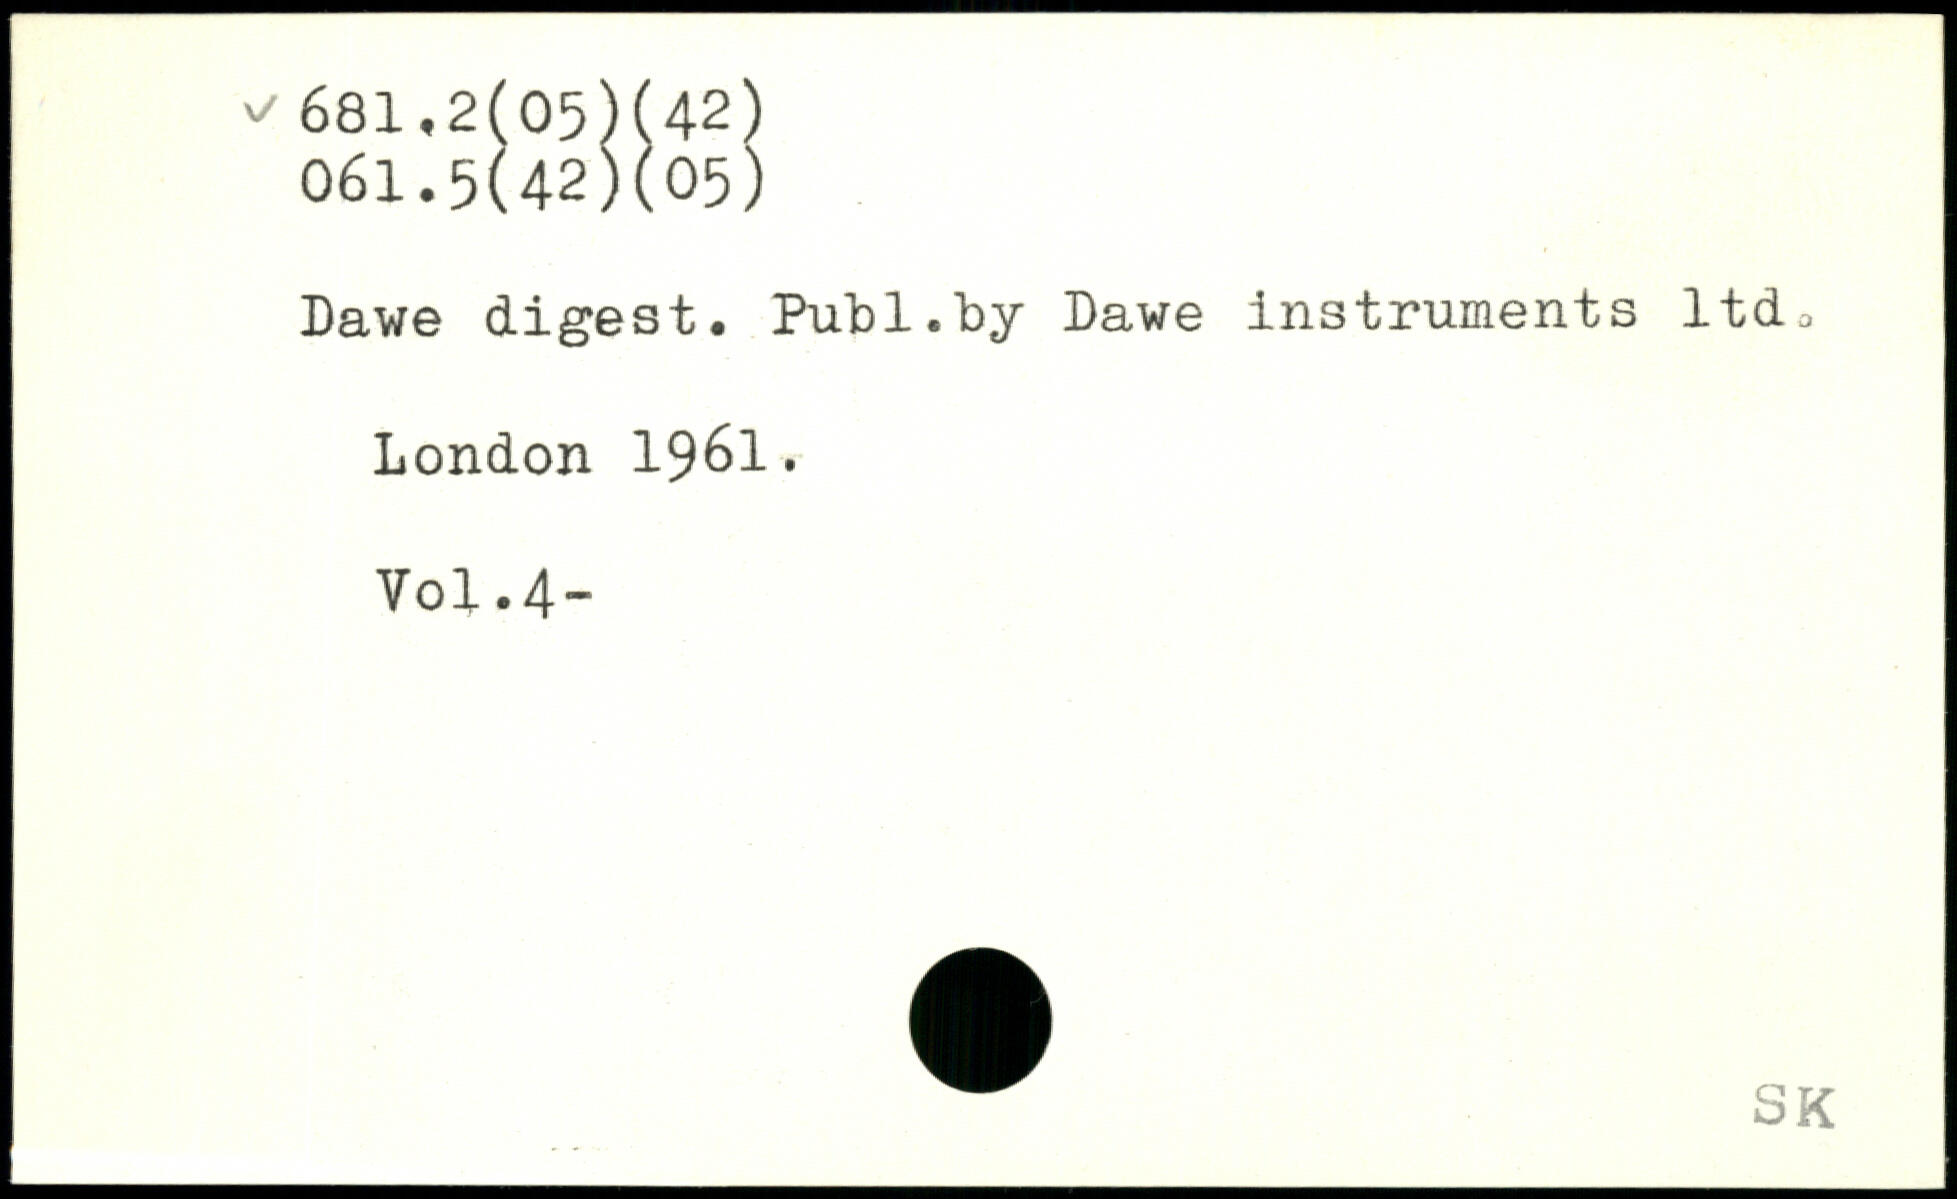 ✓ 681.2(05)(42)
061.5(42)(05)
Dawe digest. Publ.by Dawe instruments ltd.
London 1961.
Vol.4-
SK